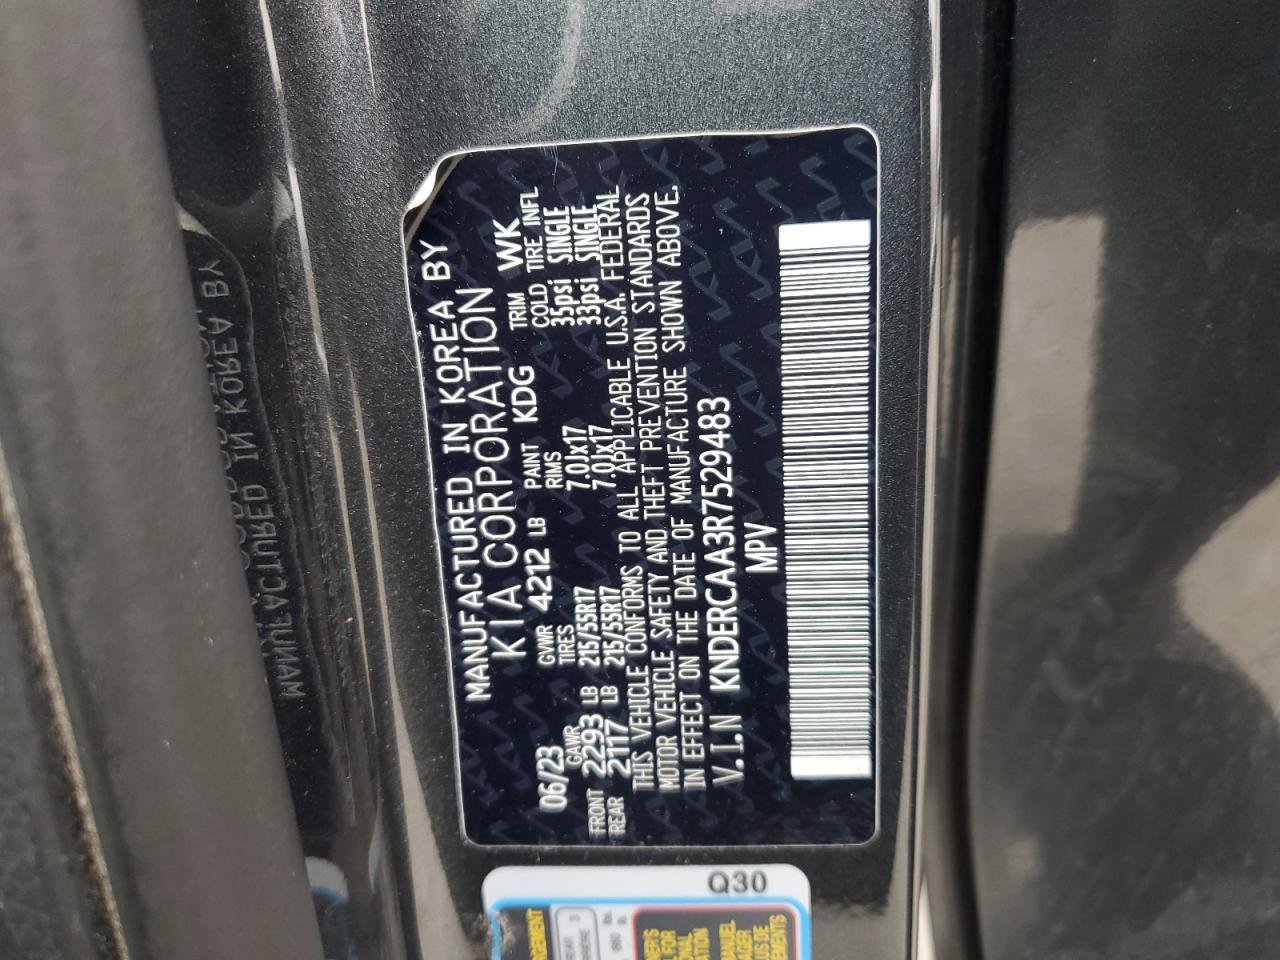 MANUFACTURED IN KOREA BY
KIA CORPORATION
06/23 GVWR 4212 LB PAINT KDG TRIM WK
GAWR TIRES RIMS COLD TIRE INFL
FRONT 2293 LB 215/55R17 7.0Jx17 35psi SINGLE
REAR 2117 LB 215/55R17 7.0Jx17 33psi SINGLE
THIS VEHICLE CONFORMS TO ALL APPLICABLE U.S.A. FEDERAL
MOTOR VEHICLE SAFETY AND THEFT PREVENTION STANDARDS
IN EFFECT ON THE DATE OF MANUFACTURE SHOWN ABOVE.
V.I.N KNDERCAA3R7529483
MPV
Q30